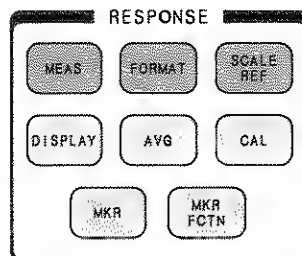 RESPONSE
MEAS FORMAT SCALE
REF
DISPLAY AVG CAL
MKR MKR
FCTN